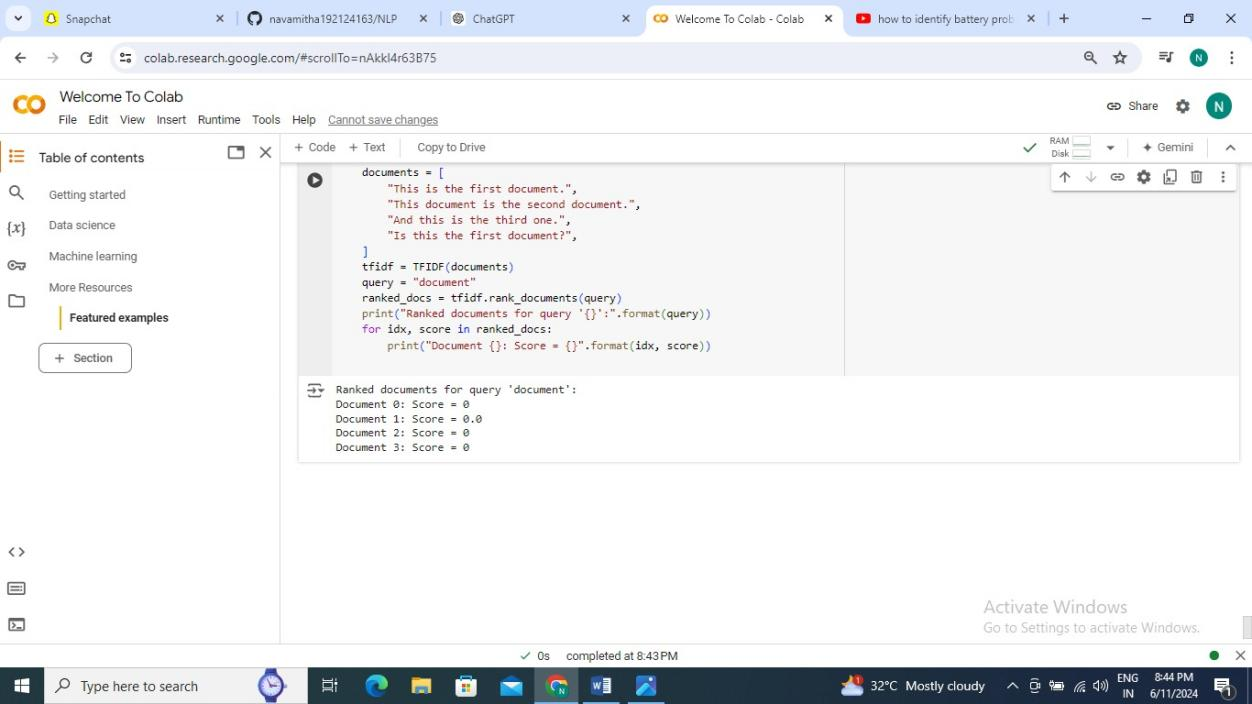 Snapchat
navamitha192124163/NLP
ChatGPT
Welcome To Colab - Colab
how to identify battery prob
colab.research.google.com/#scrollTo=nAkkl4r63B75
N
Welcome To Colab
File Edit View Insert Runtime Tools Help Cannot save changes
Share
N
Table of contents
+ Code + Text Copy to Drive
RAM
Disk
Gemini
Getting started
Data science
Machine learning
More Resources
Featured examples
+ Section
documents = [
"This is the first document.",
"This document is the second document.",
"And this is the third one.",
"Is this the first document?",
]
tfidf = TFIDF(documents)
query = "document"
ranked_docs = tfidf.rank_documents(query)
print("Ranked documents for query '{}':".format(query))
for idx, score in ranked_docs:
print("Document {}: Score = {}".format(idx, score))
Ranked documents for query 'document':
Document 0: Score = 0
Document 1: Score = 0.0
Document 2: Score = 0
Document 3: Score = 0
Activate Windows
Go to Settings to activate Windows.
0s completed at 8:43 PM
Type here to search
32°C Mostly cloudy
ENG
IN
8:44 PM
6/11/2024
1